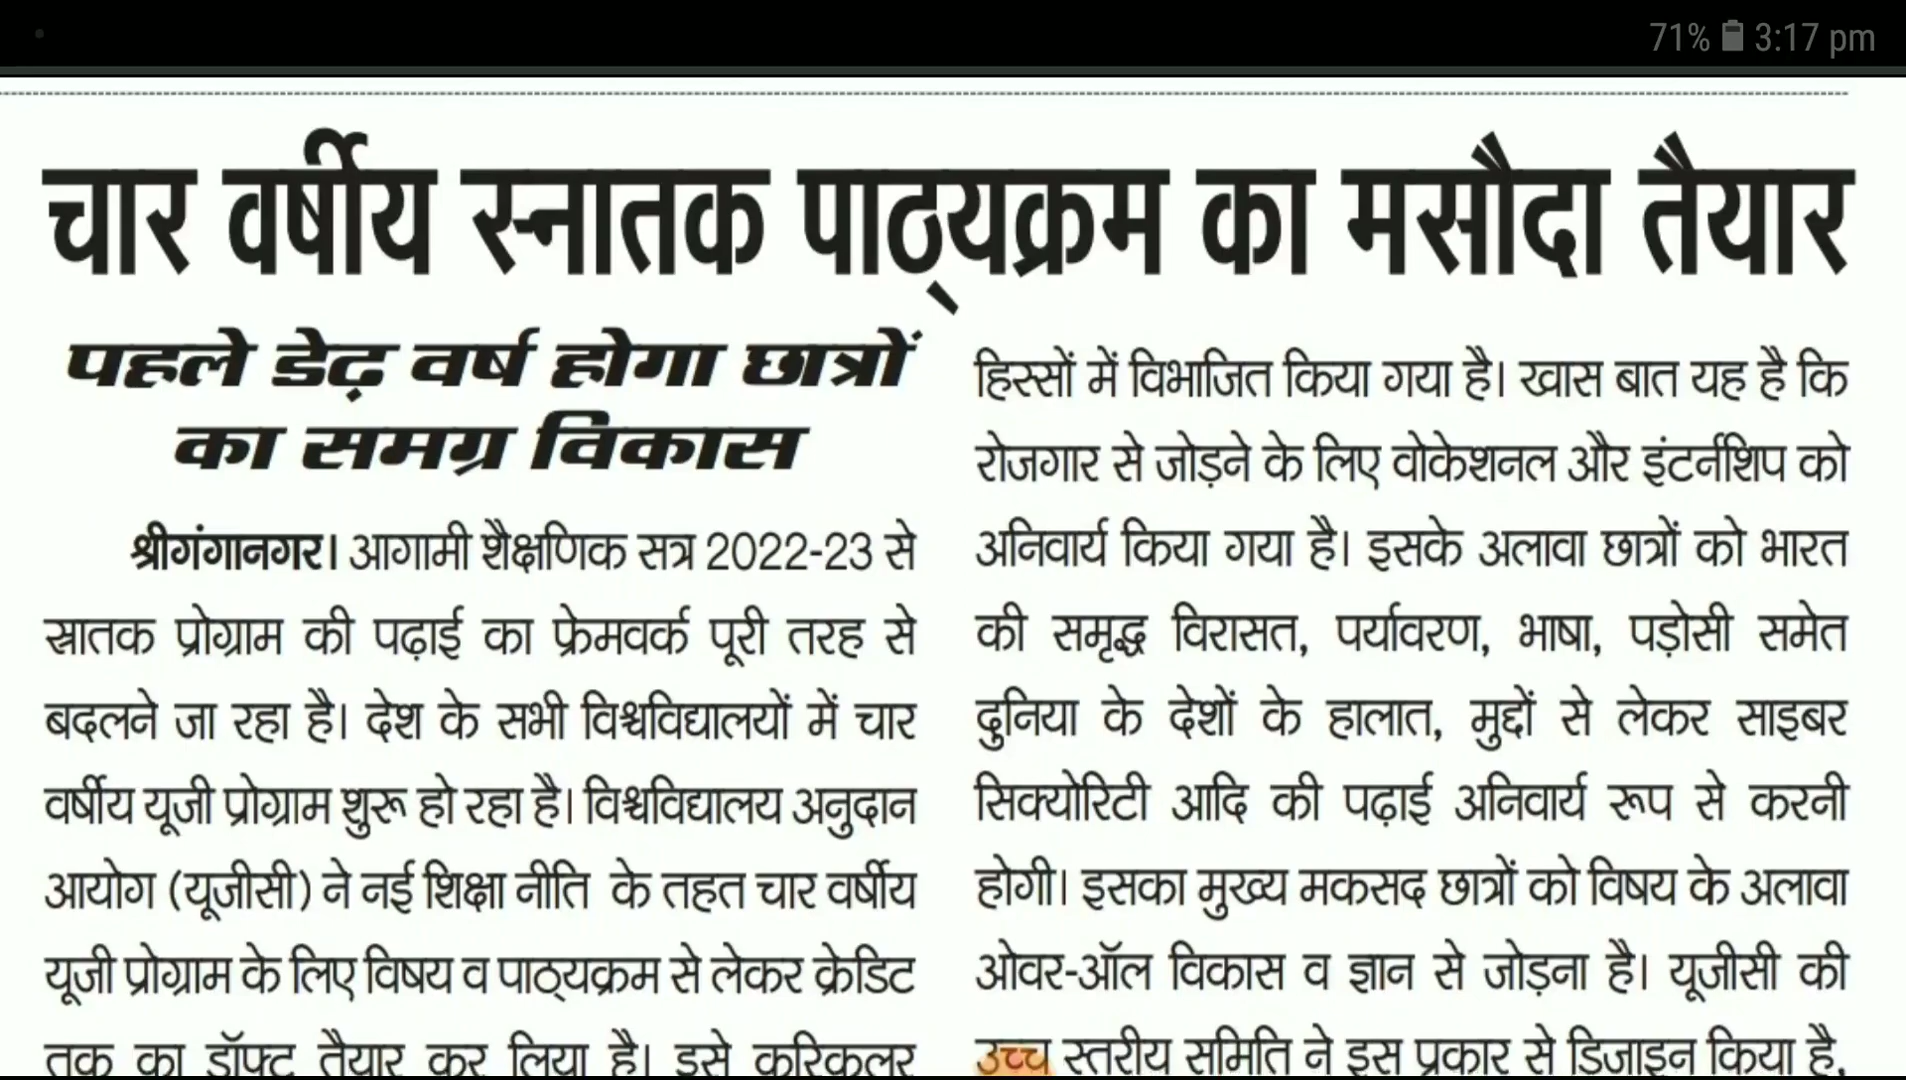 71% 3:17 pm
चार वर्षीय स्नातक पाठ्यक्रम का मसौदा तैयार
पहले डेढ़ वर्ष होगा छात्रों
का समग्र विकास
श्रीगंगानगर। आगामी शैक्षणिक सत्र 2022-23 से
स्रातक प्रोग्राम की पढ़ाई का फ्रेमवर्क पूरी तरह से
बदलने जा रहा है। देश के सभी विश्वविद्यालयों में चार
वर्षीय यूजी प्रोग्राम शुरू हो रहा है। विश्वविद्यालय अनुदान
आयोग (यूजीसी) ने नई शिक्षा नीति के तहत चार वर्षीय
यूजी प्रोग्राम के लिए विषय व पाठ्यक्रम से लेकर क्रेडिट
तक का डॉफ्ट तैयार कर लिया है। इसे करिकुलर
हिस्सों में विभाजित किया गया है। खास बात यह है कि
रोजगार से जोड़ने के लिए वोकेशनल और इंटर्नशिप को
अनिवार्य किया गया है। इसके अलावा छात्रों को भारत
की समृद्ध विरासत, पर्यावरण, भाषा, पड़ोसी समेत
दुनिया के देशों के हालात, मुद्दों से लेकर साइबर
सिक्योरिटी आदि की पढ़ाई अनिवार्य रूप से करनी
होगी। इसका मुख्य मकसद छात्रों को विषय के अलावा
ओवर-ऑल विकास व ज्ञान से जोड़ना है। यूजीसी की
उच्च स्तरीय समिति ने इस प्रकार से डिजाइन किया है,